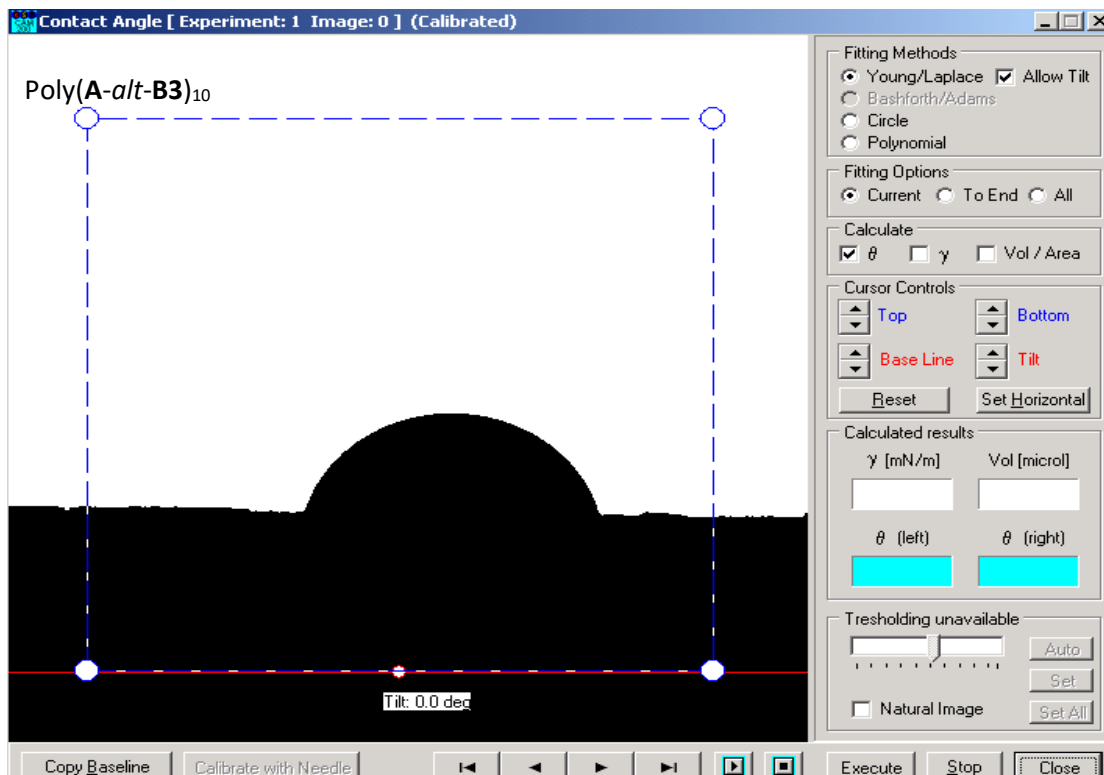 Contact Angle [ Experiment: 1 Image: 0 ] (Calibrated)
Poly(A-alt-B3)10
Tilt: 0.0 deg
Fitting Methods
Young/Laplace Allow Tilt
Bashforth/Adams
Circle
Polynomial
Fitting Options
Current To End All
Calculate
θ γ Vol / Area
Cursor Controls
Top Bottom
Base Line Tilt
Reset Set Horizontal
Calculated results
γ [mN/m] Vol [microl]
θ (left) θ (right)
Tresholding unavailable
Auto
Set
Natural Image Set All
Copy Baseline Calibrate with Needle Execute Stop Close